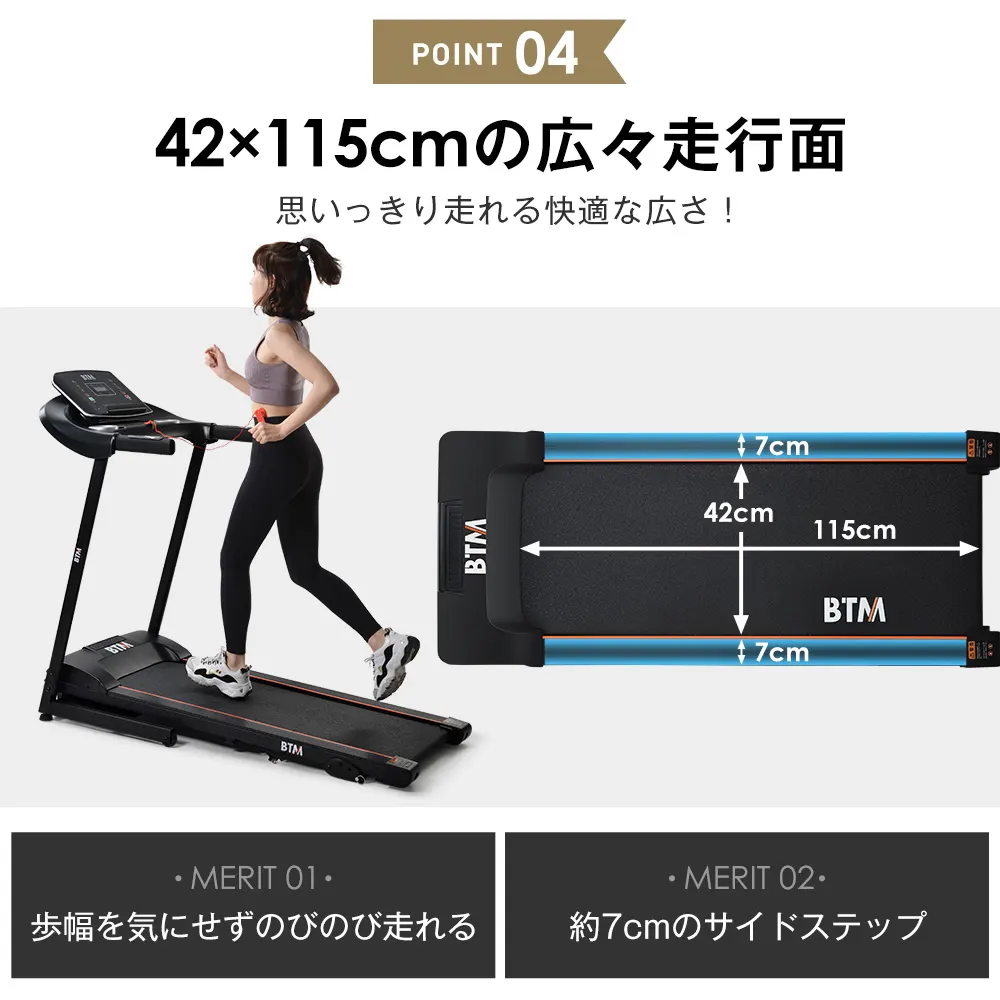 POINT 04
42×115cmの広々走行面
思いっきり走れる快適な広さ！
BTM
BTM
BTM
BTM
7cm
42cm
115cm
BTM
BTM
7cm
・MERIT 01・
歩幅を気にせずのびのび走れる
・MERIT 02・
約7cmのサイドステップ